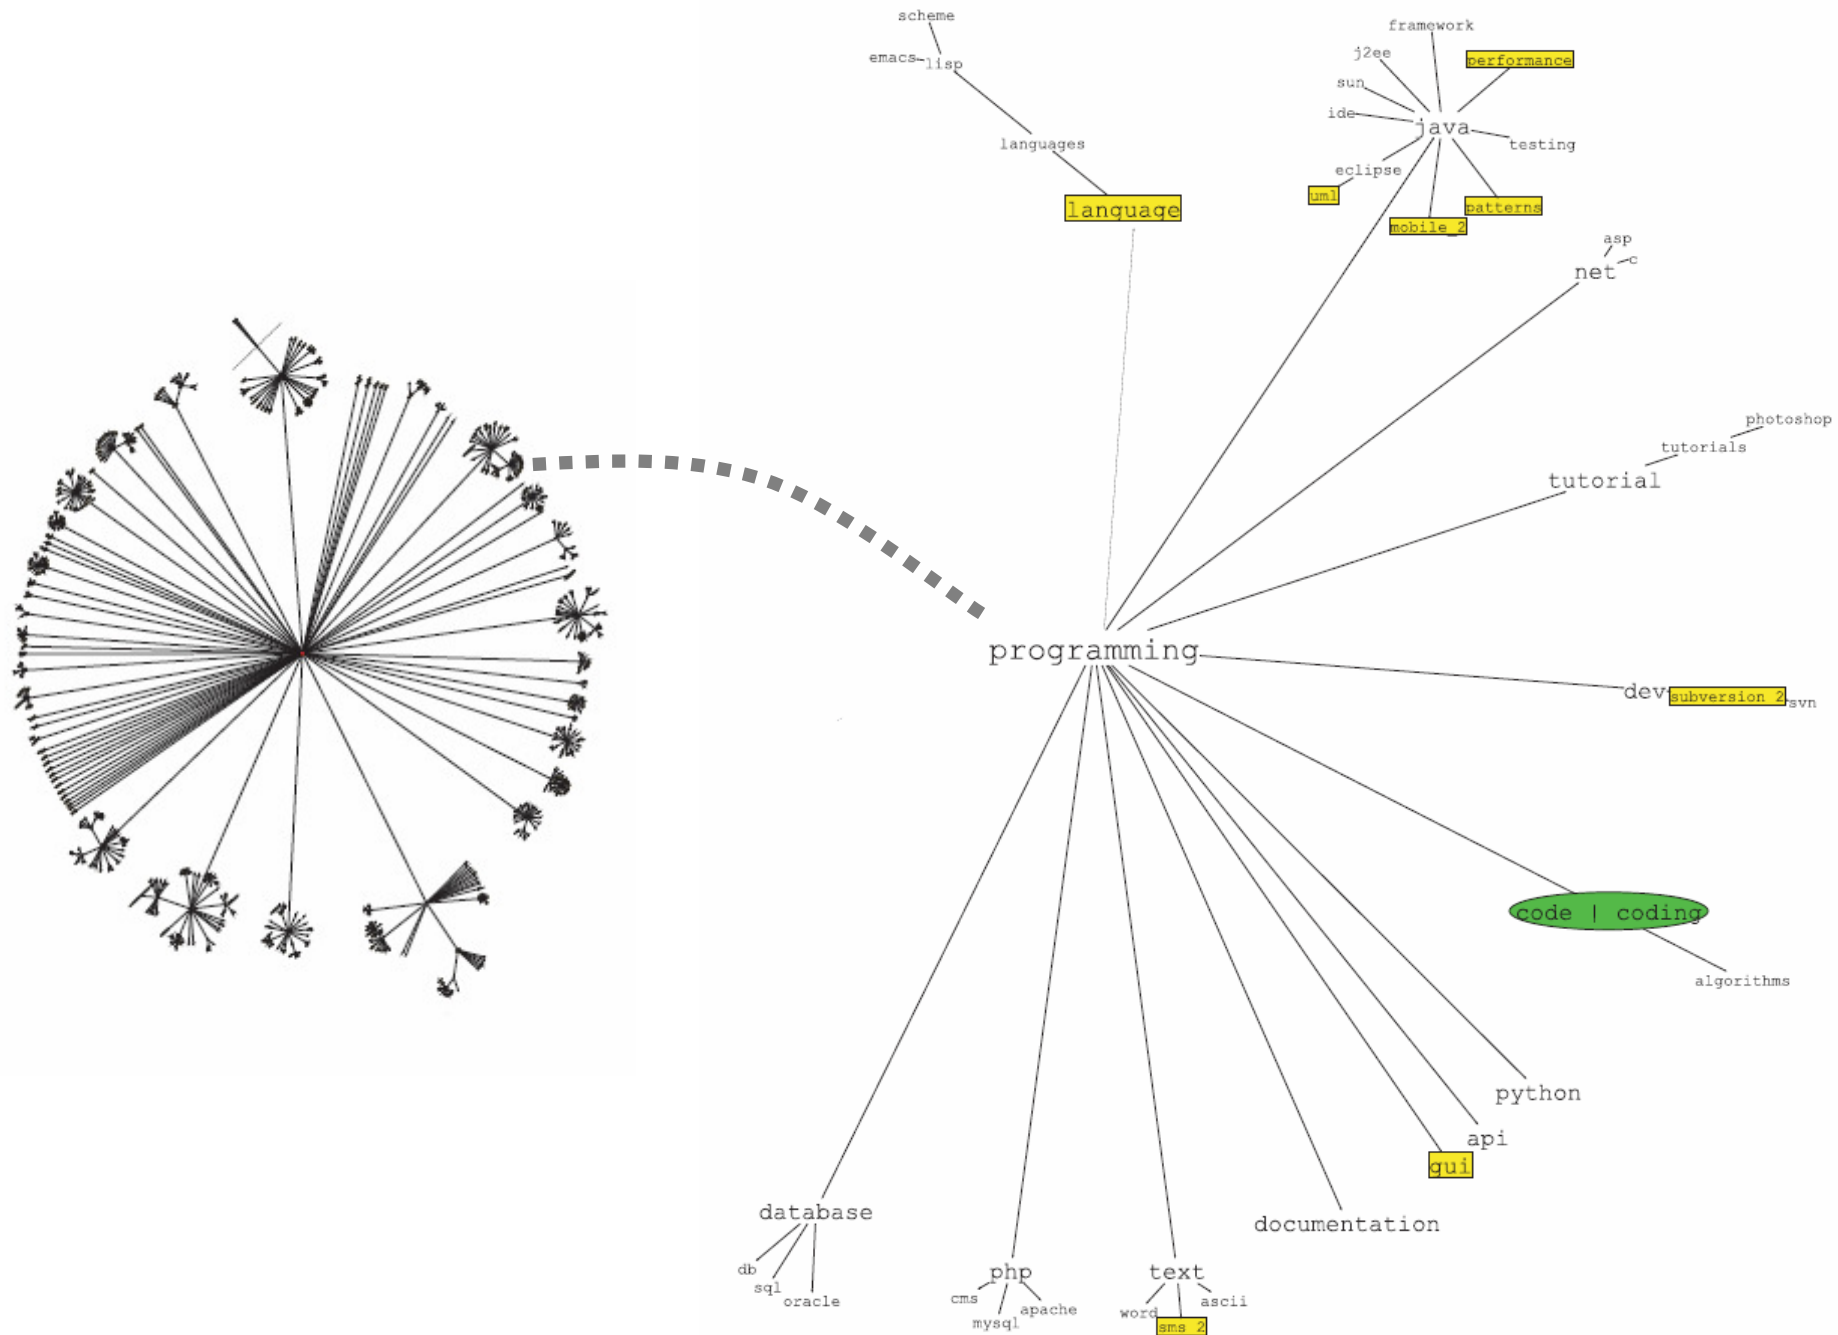 scheme
framework
j2ee
emacs
lisp
performance
sun
ide
java
languages
testing
eclipse
uml
language
patterns
mobile_2
asp
c
net
photoshop
tutorials
tutorial
programming
dev
subversion_2
svn
code | coding
algorithms
python
api
gui
database
documentation
db
sql
oracle
php
cms
mysql
apache
text
word
ascii
sms_2